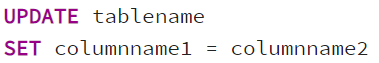 UPDATE tablename
SET columnname1 = columnname2